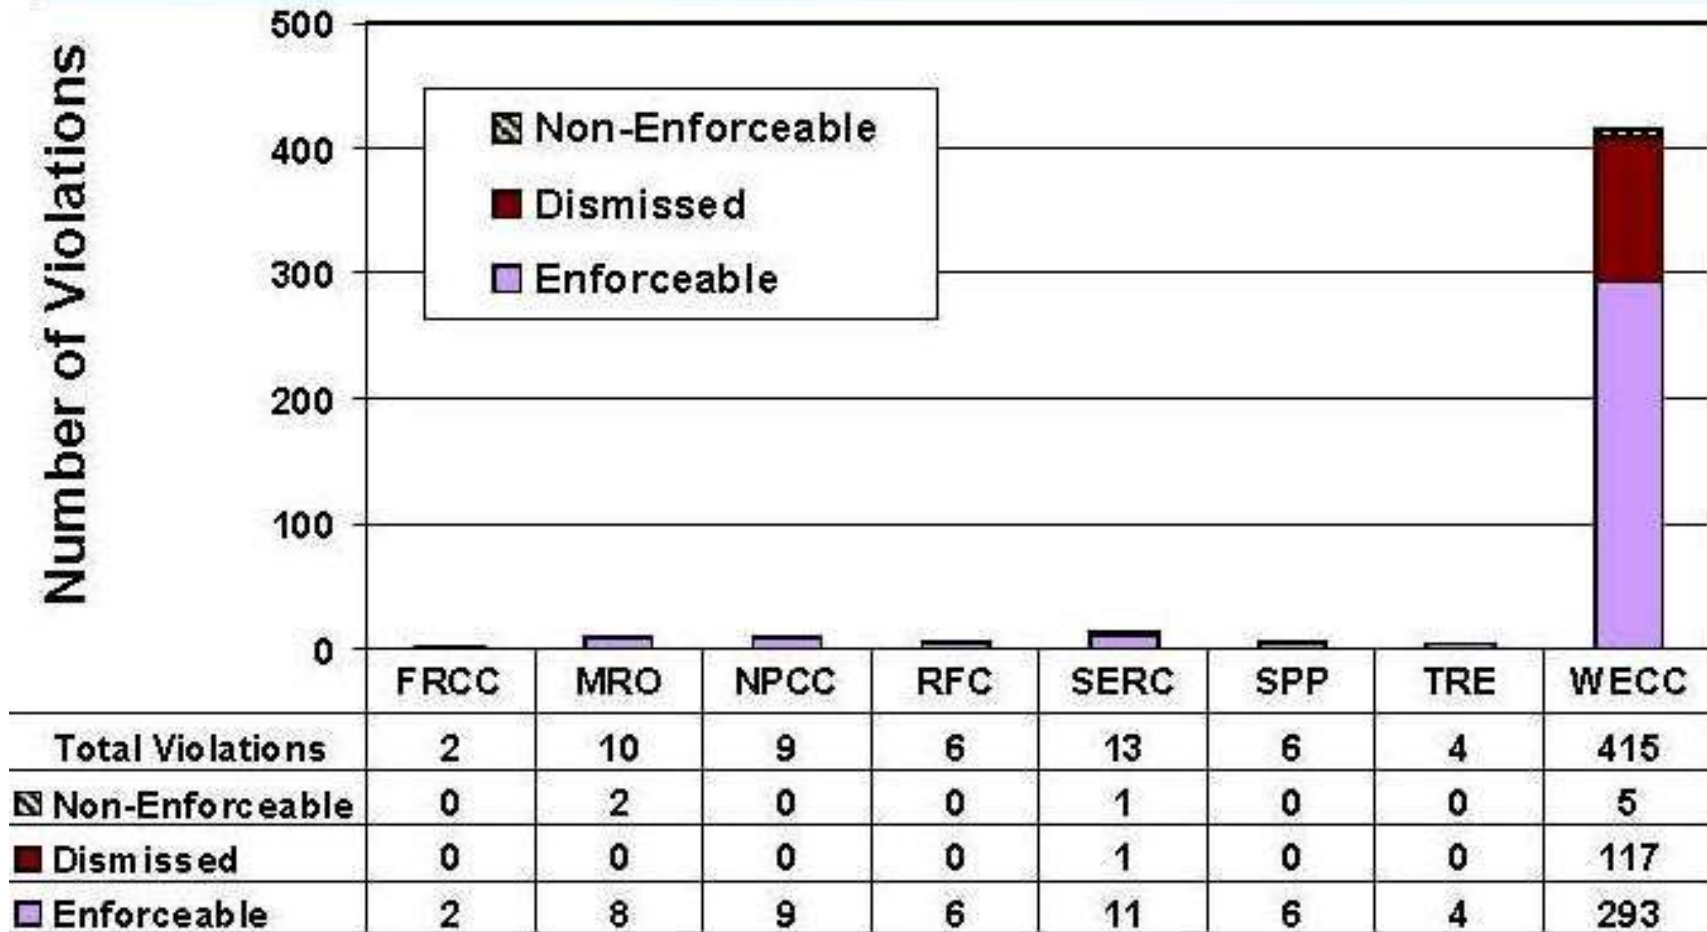 Number of Violations
500
400
300
200
100
0
Non-Enforceable
Dismissed
Enforceable
FRCC MRO NPCC RFC SERC SPP TRE WECC
Total Violations 2 10 9 6 13 6 4 415
Non-Enforceable 0 2 0 0 1 0 0 5
Dismissed 0 0 0 0 1 0 0 117
Enforceable 2 8 9 6 11 6 4 293